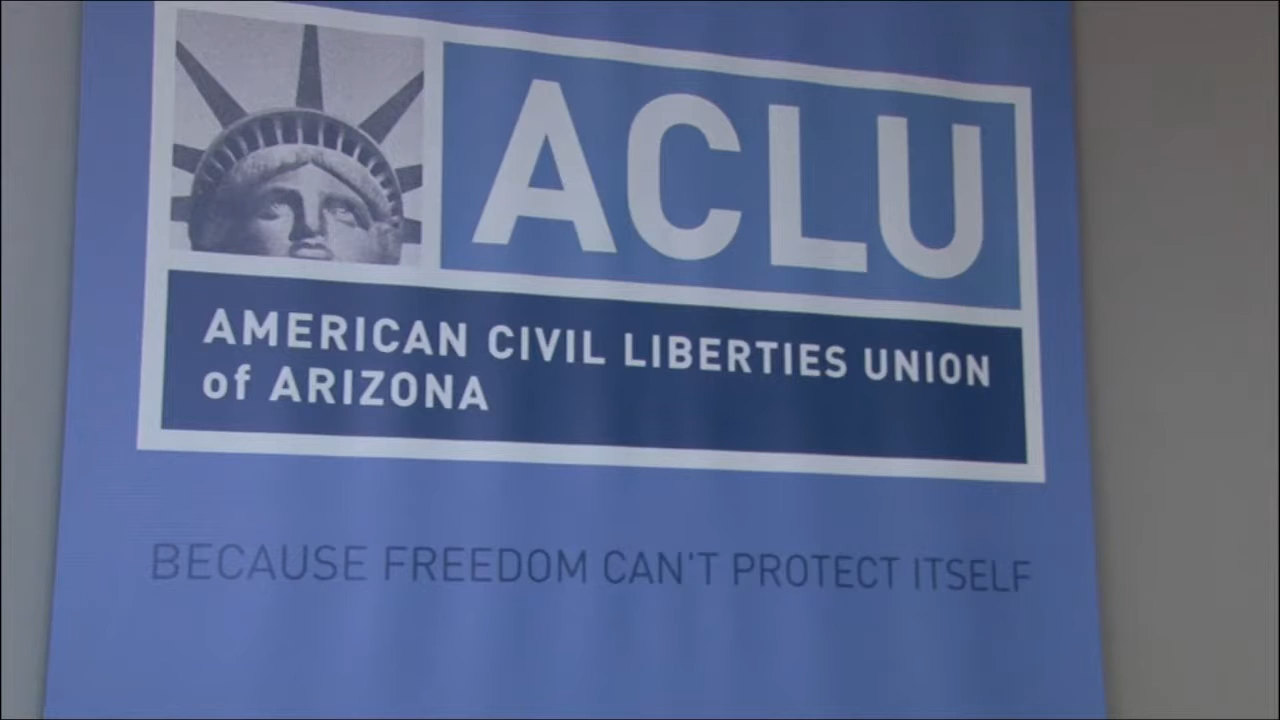 ACLU
AMERICAN CIVIL LIBERTIES UNION
of ARIZONA
BECAUSE FREEDOM CAN'T PROTECT ITSELF